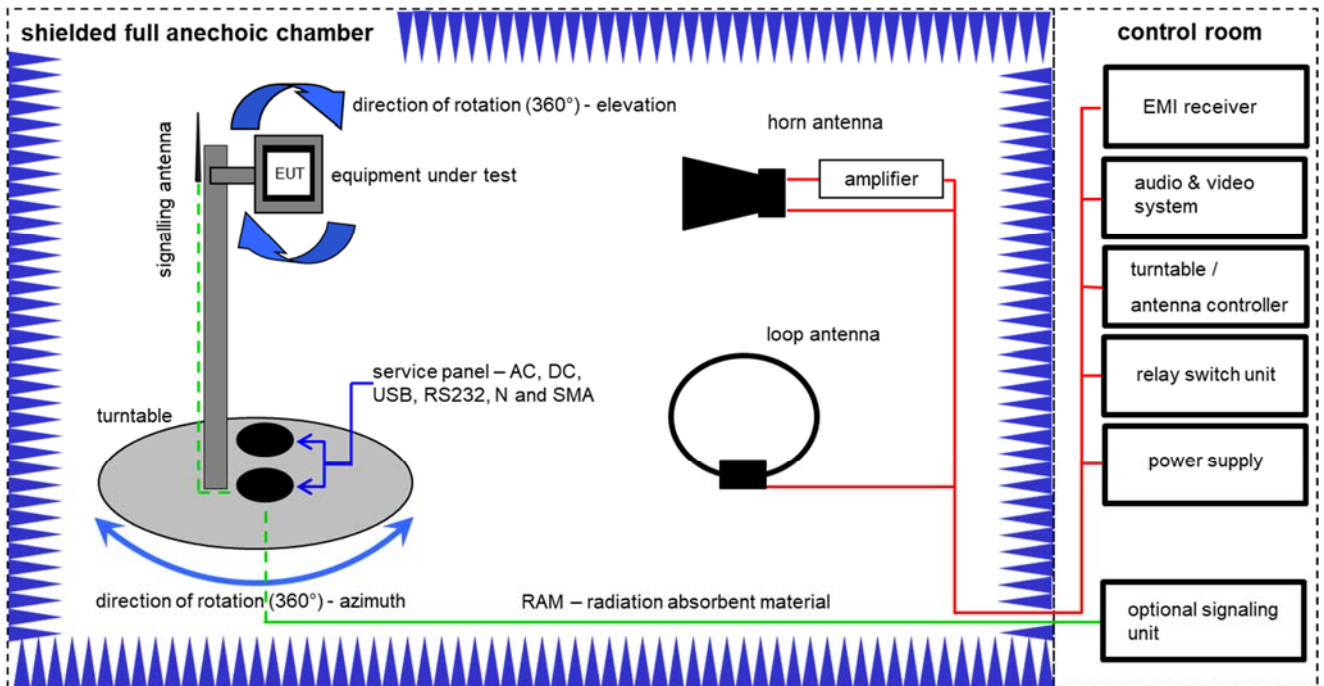 shielded full anechoic chamber
control room
direction of rotation (360°) - elevation
signalling antenna
EUT
equipment under test
horn antenna
amplifier
loop antenna
service panel – AC, DC,
USB, RS232, N and SMA
turntable
direction of rotation (360°) - azimuth
RAM – radiation absorbent material
EMI receiver
audio & video
system
turntable /
antenna controller
relay switch unit
power supply
optional signaling
unit